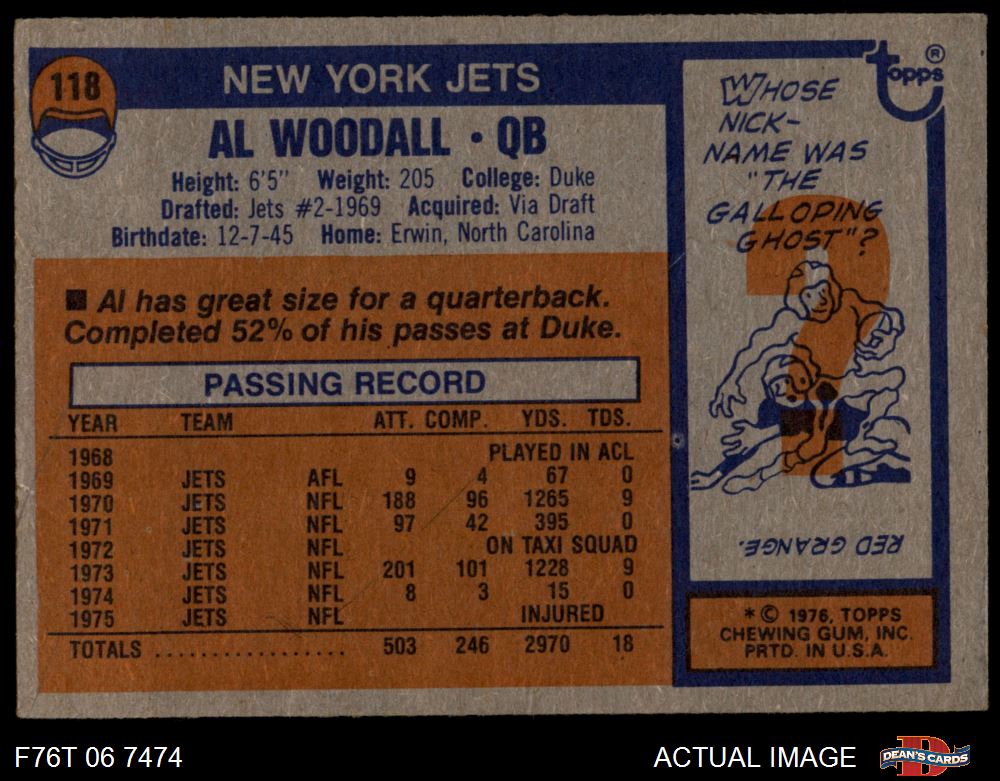 118
NEW YORK JETS
AL WOODALL • QB
Height: 6'5" Weight: 205 College: Duke
Drafted: Jets #2-1969 Acquired: Via Draft
Birthdate: 12-7-45 Home: Erwin, North Carolina
■ Al has great size for a quarterback.
Completed 52% of his passes at Duke.
PASSING RECORD
YEAR TEAM ATT. COMP. YDS. TDS.
1968 PLAYED IN ACL
1969 JETS AFL 9 4 67 0
1970 JETS NFL 188 96 1265 9
1971 JETS NFL 97 42 395 0
1972 JETS NFL ON TAXI SQUAD
1973 JETS NFL 201 101 1228 9
1974 JETS NFL 8 3 15 0
1975 JETS NFL INJURED
TOTALS .................. 503 246 2970 18
topps®
WHOSE
NICK-
NAME WAS
"THE
GALLOPING
GHOST"?
?
RED GRANGE.
* © 1976, TOPPS
CHEWING GUM, INC.
PRTD. IN U.S.A.
F76T 06 7474
ACTUAL IMAGE
D
DEAN'S CARDS